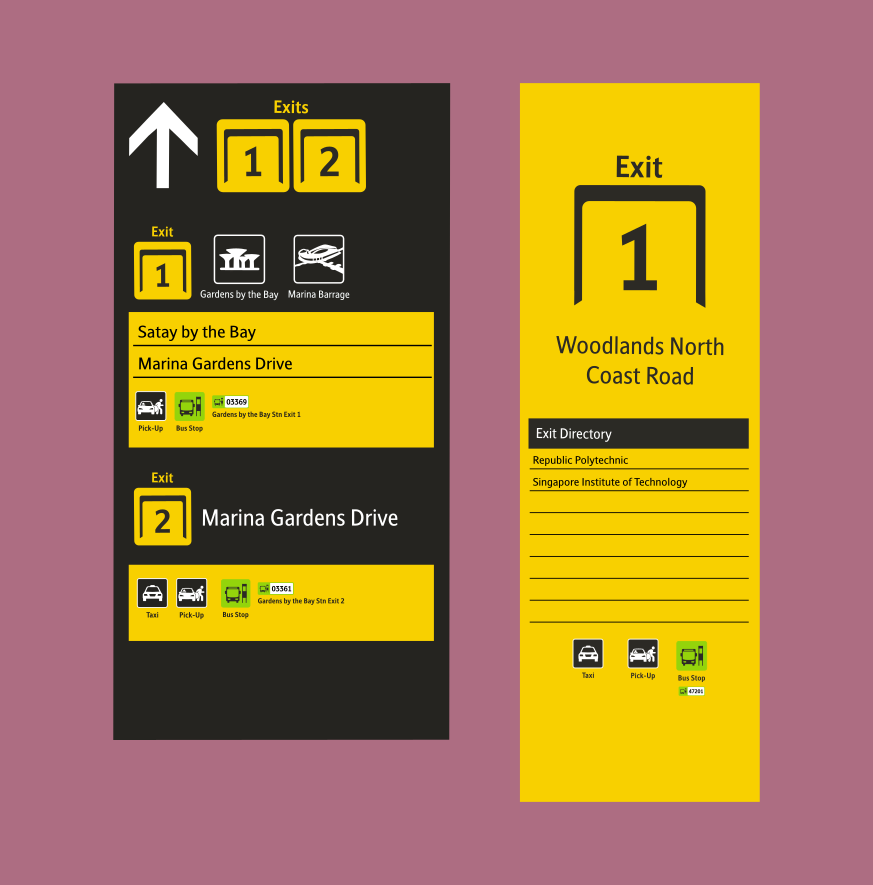 Exits
1 2
Exit
1
Gardens by the Bay
Marina Barrage
Satay by the Bay
Marina Gardens Drive
Pick-Up
Bus Stop
03369
Gardens by the Bay Stn Exit 1
Exit
2
Marina Gardens Drive
Taxi
Pick-Up
Bus Stop
03361
Gardens by the Bay Stn Exit 2
Exit
1
Woodlands North
Coast Road
Exit Directory
Republic Polytechnic
Singapore Institute of Technology
Taxi
Pick-Up
Bus Stop
47201